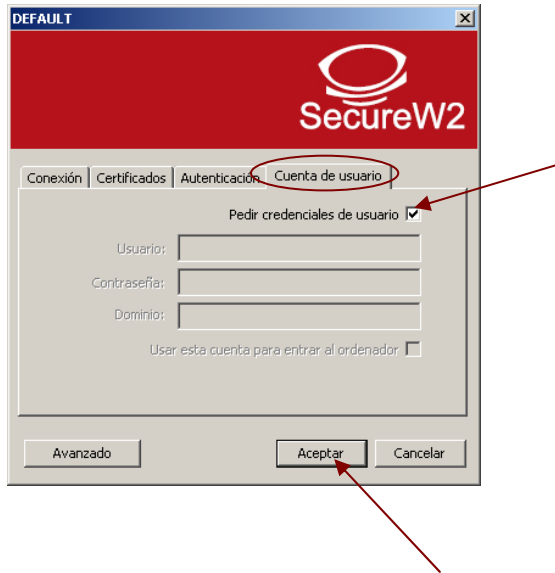 DEFAULT
SecureW2
Conexión Certificados Autenticación Cuenta de usuario
Pedir credenciales de usuario
Usuario:
Contraseña:
Dominio:
Usar esta cuenta para entrar al ordenador
Avanzado Aceptar Cancelar